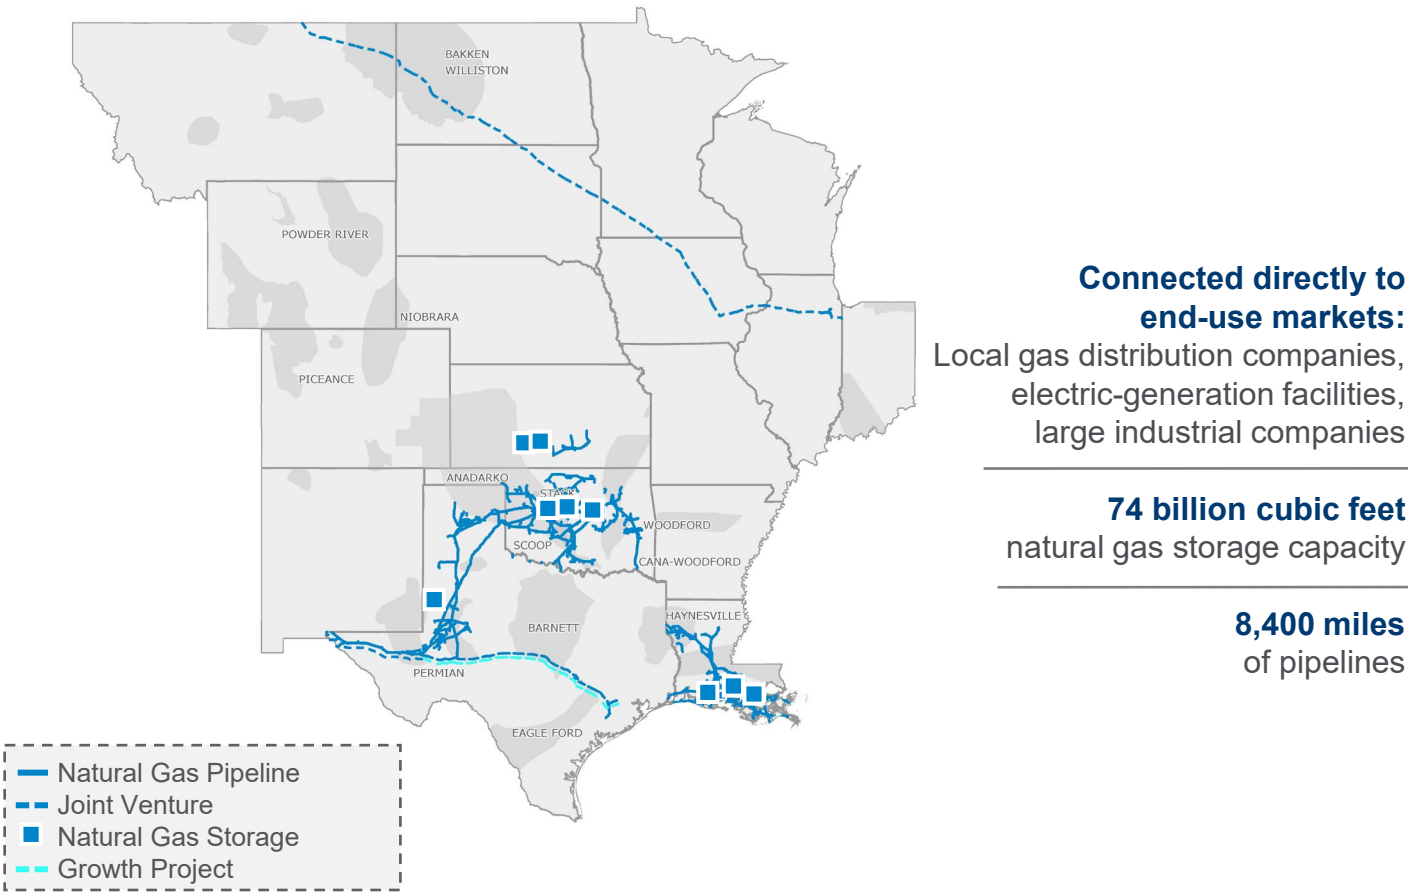 BAKKEN
WILLISTON
POWDER RIVER
NIOBRARA
PICEANCE
ANADARKO
STACK
WOODFORD
SCOOP
CANA-WOODFORD
HAYNESVILLE
BARNETT
PERMIAN
EAGLE FORD
Connected directly to
end-use markets:
Local gas distribution companies,
electric-generation facilities,
large industrial companies
74 billion cubic feet
natural gas storage capacity
8,400 miles
of pipelines
Natural Gas Pipeline
Joint Venture
Natural Gas Storage
Growth Project